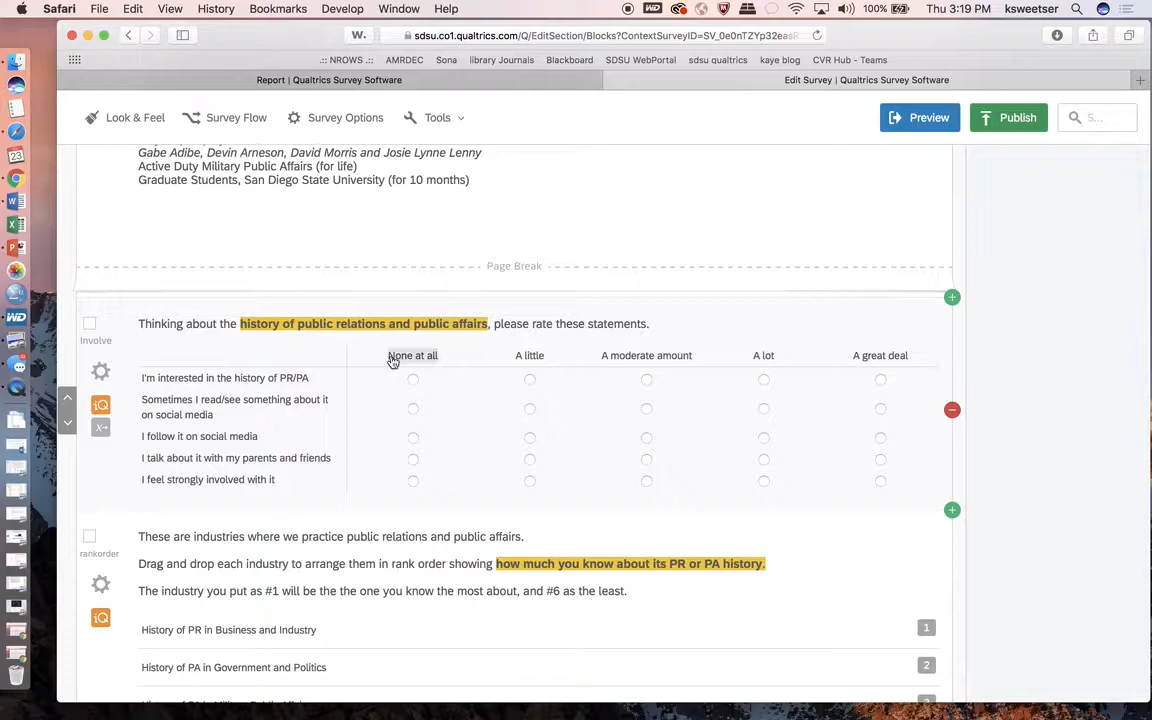 Safari File Edit View History Bookmarks Develop Window Help WD 100% Thu 3:19 PM ksweetser
W. sdsu.co1.qualtrics.com/Q/EditSection/Blocks?ContextSurveyID=SV_0e0nTZYp32eas
.:: NROWS .:: AMRDEC Sona library Journals Blackboard SDSU WebPortal sdsu qualtrics kaye blog CVR Hub - Teams
Report | Qualtrics Survey Software Edit Survey | Qualtrics Survey Software
Look & Feel Survey Flow Survey Options Tools Preview Publish S...
Gabe Adibe, Devin Arneson, David Morris and Josie Lynne Lenny
Active Duty Military Public Affairs (for life)
Graduate Students, San Diego State University (for 10 months)
Page Break
Thinking about the history of public relations and public affairs, please rate these statements.
Involve
None at all A little A moderate amount A lot A great deal
I'm interested in the history of PR/PA
Sometimes I read/see something about it
on social media
iQ
X→
I follow it on social media
I talk about it with my parents and friends
I feel strongly involved with it
These are industries where we practice public relations and public affairs.
rankorder
Drag and drop each industry to arrange them in rank order showing how much you know about its PR or PA history.
The industry you put as #1 will be the the one you know the most about, and #6 as the least.
iQ
History of PR in Business and Industry 1
History of PA in Government and Politics 2